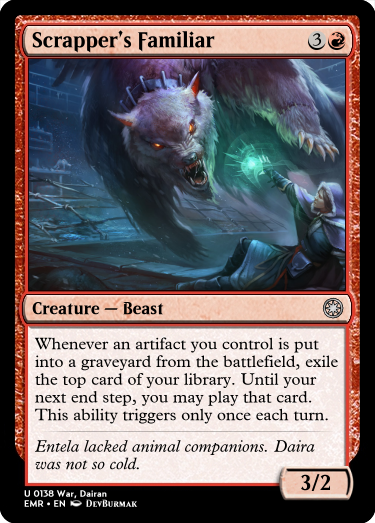 Scrapper's Familiar 3
Creature — Beast
Whenever an artifact you control is put
into a graveyard from the battlefield, exile
the top card of your library. Until your
next end step, you may play that card.
This ability triggers only once each turn.
Entela lacked animal companions. Daira
was not so cold.
3/2
U 0138 War, Dairan
EMR • EN DevBurmak